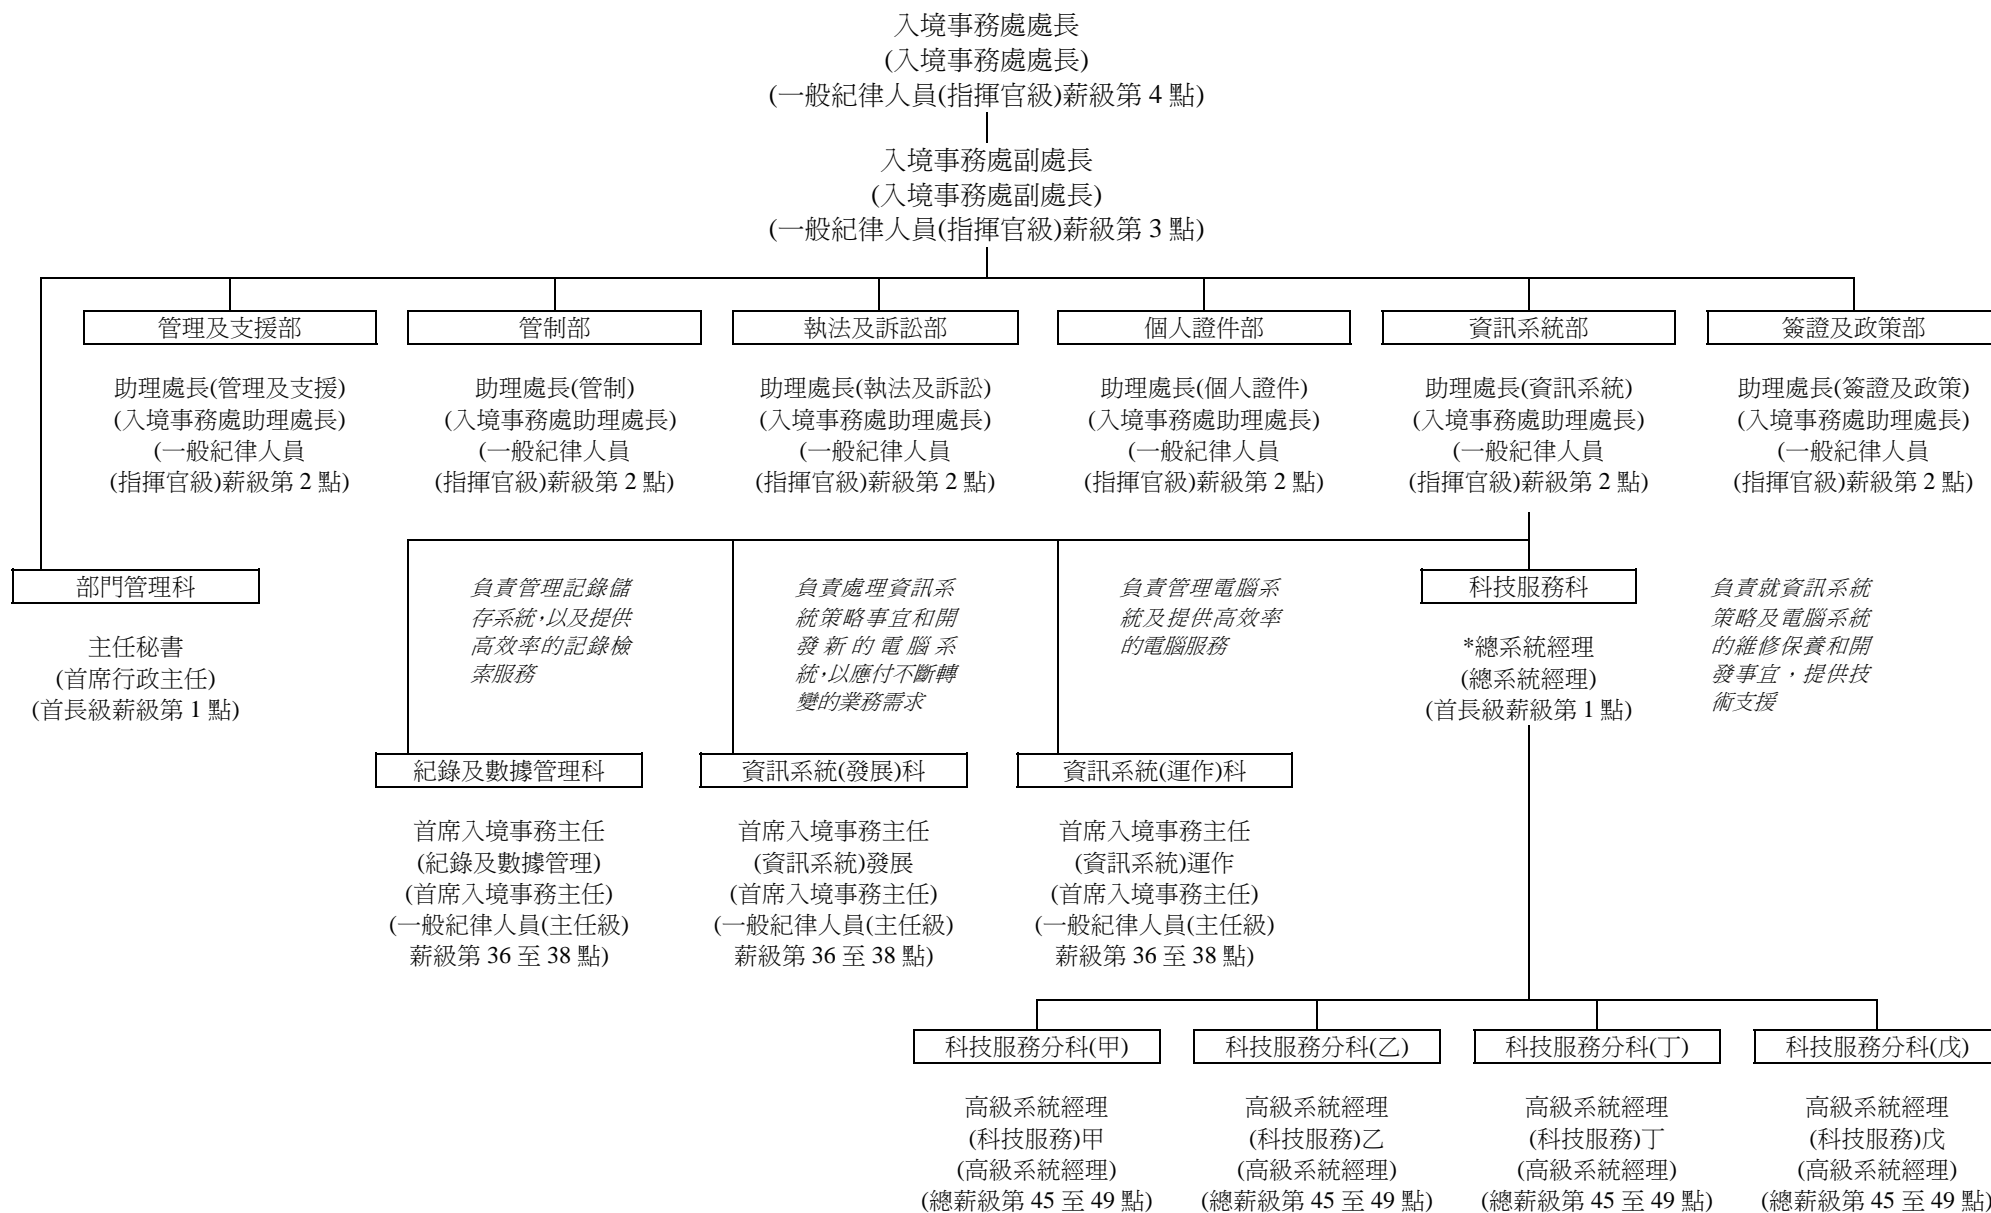 入境事務處處長
(入境事務處處長)
(一般紀律人員(指揮官級)薪級第 4 點)
入境事務處副處長
(入境事務處副處長)
(一般紀律人員(指揮官級)薪級第 3 點)
管理及支援部
助理處長(管理及支援)
(入境事務處助理處長)
(一般紀律人員
(指揮官級)薪級第 2 點)
管制部
助理處長(管制)
(入境事務處助理處長)
(一般紀律人員
(指揮官級)薪級第 2 點)
執法及訴訟部
助理處長(執法及訴訟)
(入境事務處助理處長)
(一般紀律人員
(指揮官級)薪級第 2 點)
個人證件部
助理處長(個人證件)
(入境事務處助理處長)
(一般紀律人員
(指揮官級)薪級第 2 點)
資訊系統部
助理處長(資訊系統)
(入境事務處助理處長)
(一般紀律人員
(指揮官級)薪級第 2 點)
簽證及政策部
助理處長(簽證及政策)
(入境事務處助理處長)
(一般紀律人員
(指揮官級)薪級第 2 點)
部門管理科
主任秘書
(首席行政主任)
(首長級薪級第 1 點)
負責管理記錄儲
存系統，以及提供
高效率的記錄檢
索服務
紀錄及數據管理科
首席入境事務主任
(紀錄及數據管理)
(首席入境事務主任)
(一般紀律人員(主任級)
薪級第 36 至 38 點)
負責處理資訊系
統策略事宜和開
發新的電腦系
統，以應付不斷轉
變的業務需求
資訊系統(發展)科
首席入境事務主任
(資訊系統)發展
(首席入境事務主任)
(一般紀律人員(主任級)
薪級第 36 至 38 點)
負責管理電腦系
統及提供高效率
的電腦服務
資訊系統(運作)科
首席入境事務主任
(資訊系統)運作
(首席入境事務主任)
(一般紀律人員(主任級)
薪級第 36 至 38 點)
科技服務科
*總系統經理
(總系統經理)
(首長級薪級第 1 點)
負責就資訊系統
策略及電腦系統
的維修保養和開
發事宜，提供技
術支援
科技服務分科(甲)
高級系統經理
(科技服務)甲
(高級系統經理)
(總薪級第 45 至 49 點)
科技服務分科(乙)
高級系統經理
(科技服務)乙
(高級系統經理)
(總薪級第 45 至 49 點)
科技服務分科(丁)
高級系統經理
(科技服務)丁
(高級系統經理)
(總薪級第 45 至 49 點)
科技服務分科(戊)
高級系統經理
(科技服務)戊
(高級系統經理)
(總薪級第 45 至 49 點)